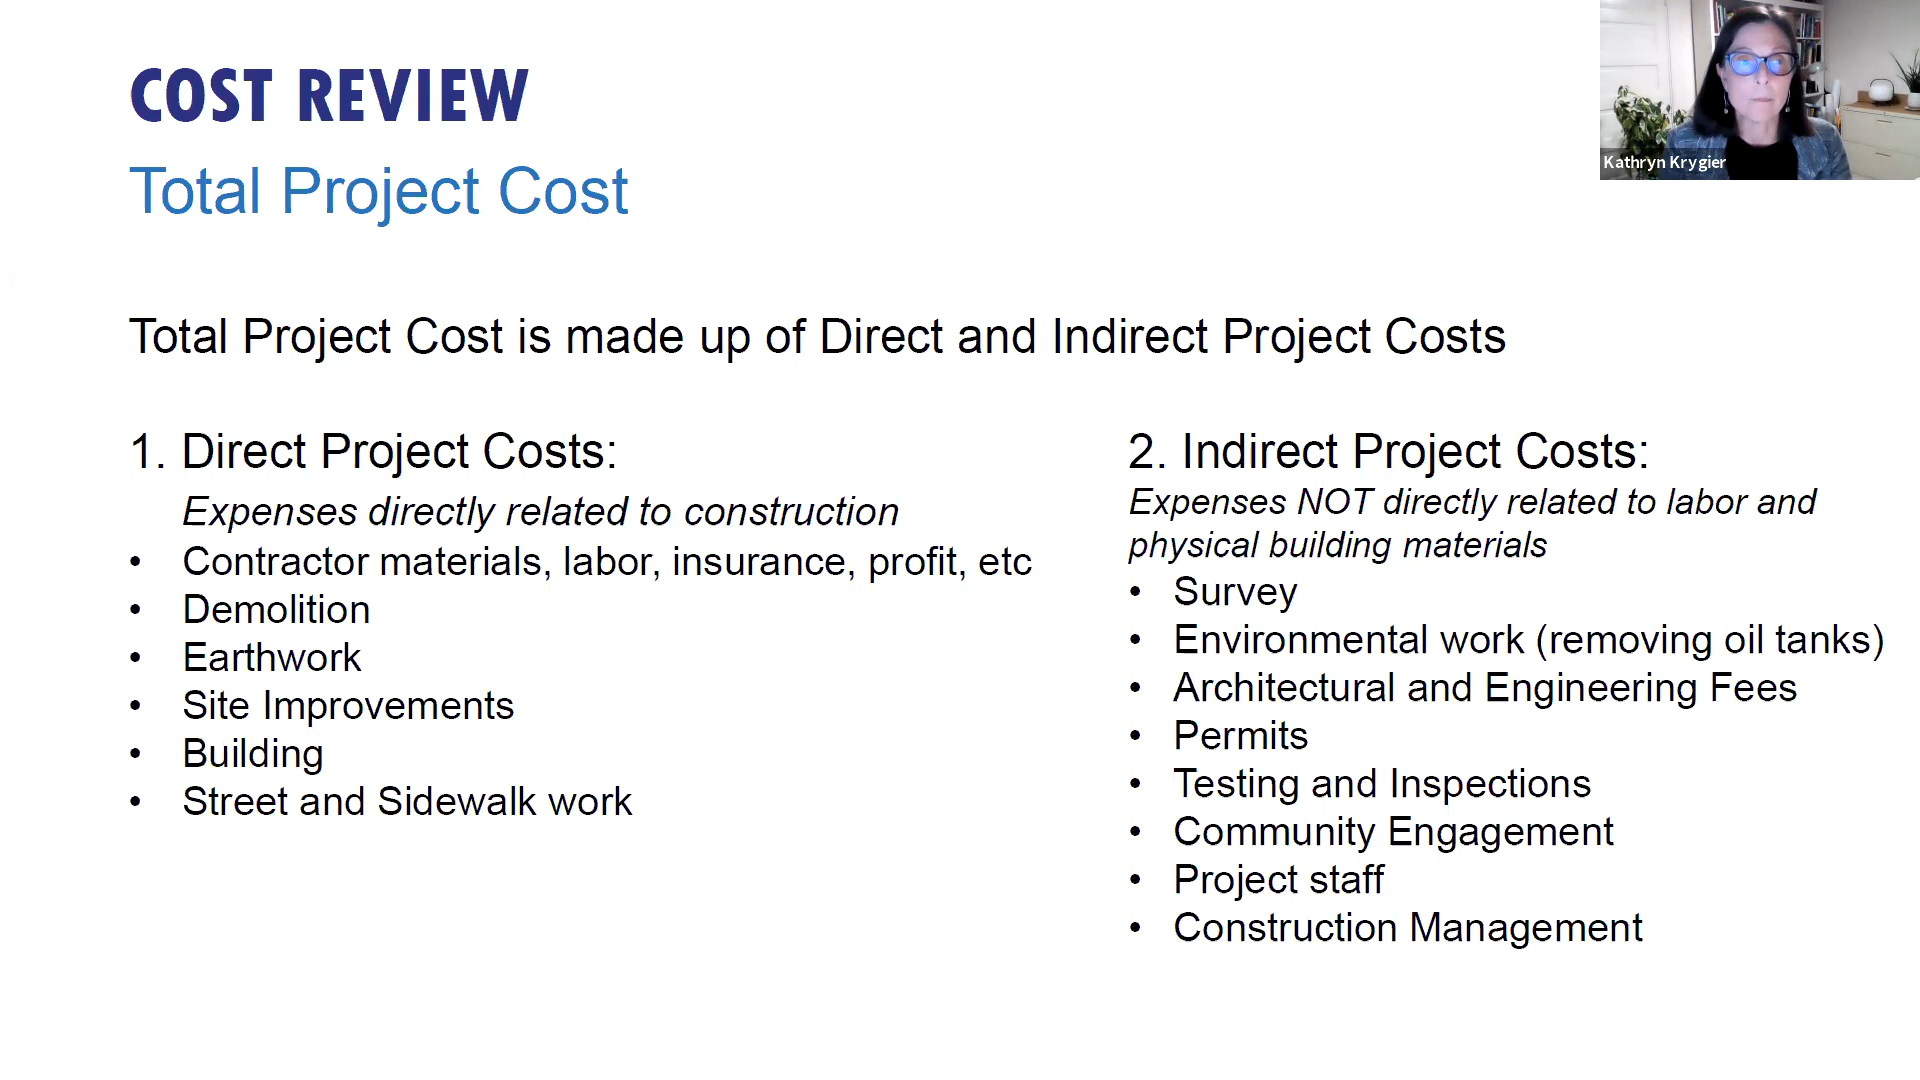 COST REVIEW
Total Project Cost
Kathryn Krygier
Total Project Cost is made up of Direct and Indirect Project Costs
1. Direct Project Costs:
Expenses directly related to construction
• Contractor materials, labor, insurance, profit, etc
• Demolition
• Earthwork
• Site Improvements
• Building
• Street and Sidewalk work
2. Indirect Project Costs:
Expenses NOT directly related to labor and
physical building materials
• Survey
• Environmental work (removing oil tanks)
• Architectural and Engineering Fees
• Permits
• Testing and Inspections
• Community Engagement
• Project staff
• Construction Management